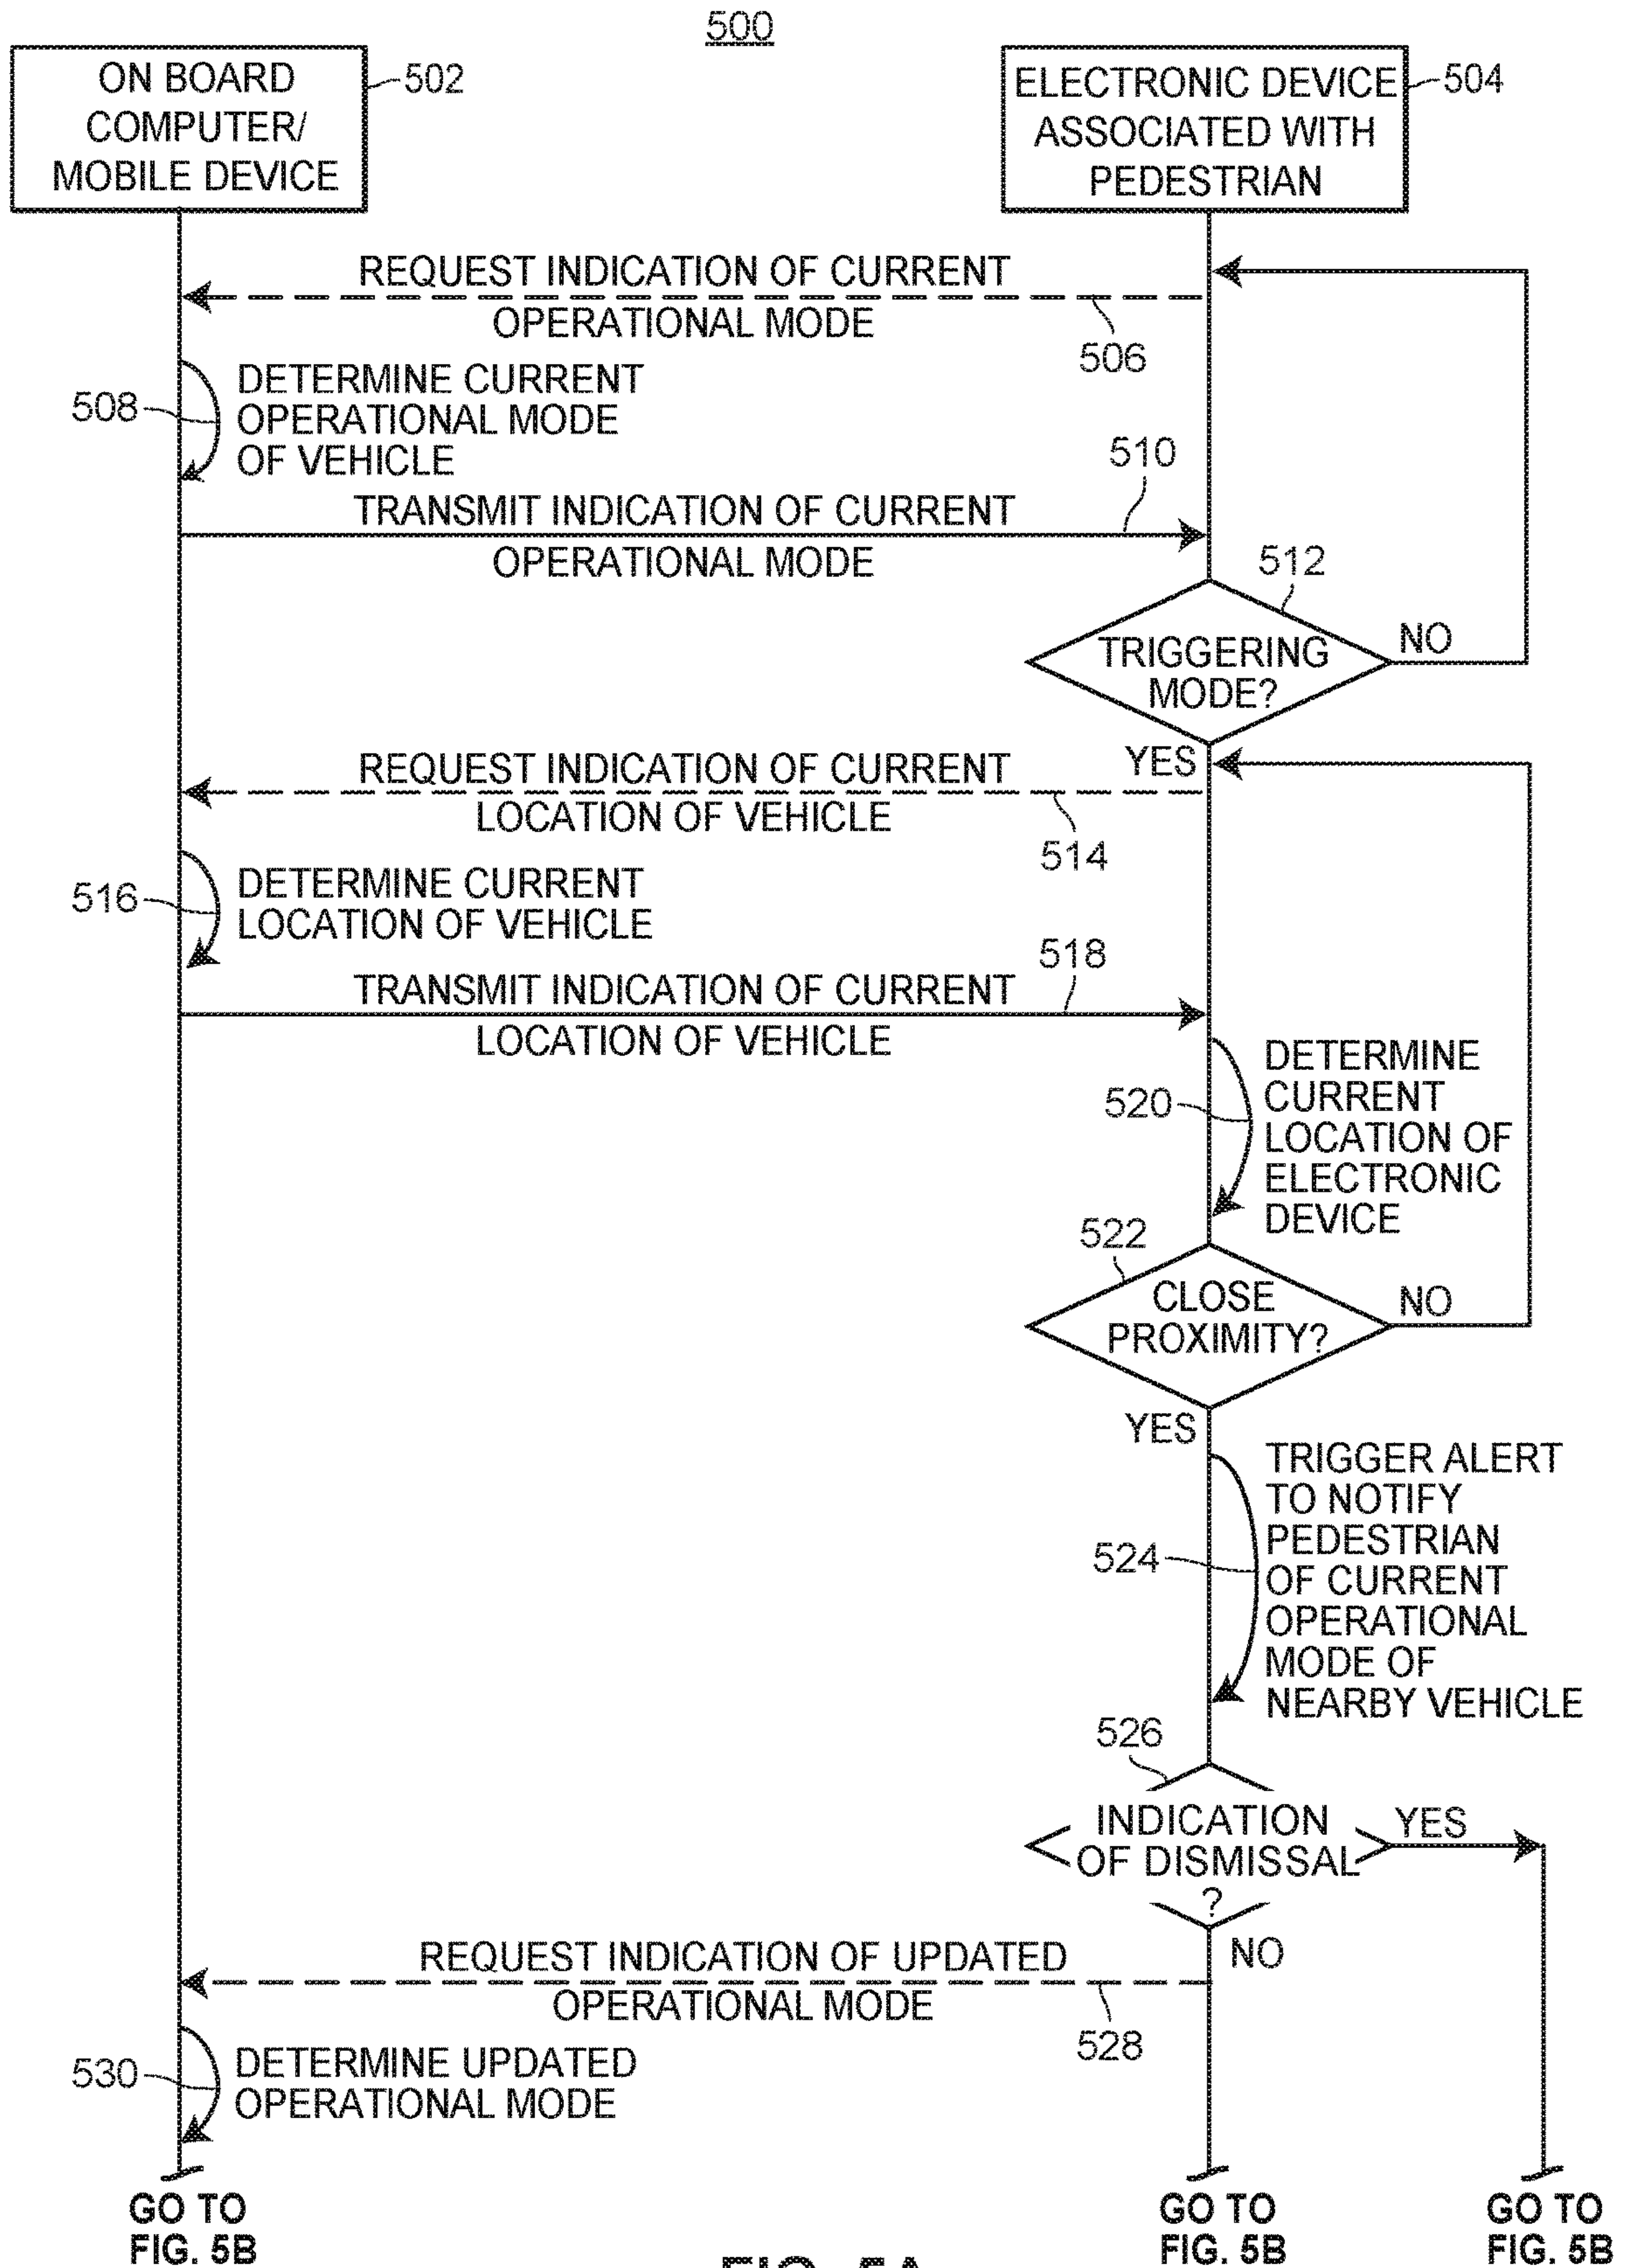 500
ON BOARD
COMPUTER/
MOBILE DEVICE
502
ELECTRONIC DEVICE
ASSOCIATED WITH
PEDESTRIAN
504
REQUEST INDICATION OF CURRENT
OPERATIONAL MODE
506
508
DETERMINE CURRENT
OPERATIONAL MODE
OF VEHICLE
510
TRANSMIT INDICATION OF CURRENT
OPERATIONAL MODE
512
TRIGGERING
MODE?
NO
YES
REQUEST INDICATION OF CURRENT
LOCATION OF VEHICLE
514
516
DETERMINE CURRENT
LOCATION OF VEHICLE
518
TRANSMIT INDICATION OF CURRENT
LOCATION OF VEHICLE
520
DETERMINE
CURRENT
LOCATION OF
ELECTRONIC
DEVICE
522
CLOSE
PROXIMITY?
NO
YES
524
TRIGGER ALERT
TO NOTIFY
PEDESTRIAN
OF CURRENT
OPERATIONAL
MODE OF
NEARBY VEHICLE
526
INDICATION
OF DISMISSAL
?
YES
NO
REQUEST INDICATION OF UPDATED
OPERATIONAL MODE
528
530
DETERMINE UPDATED
OPERATIONAL MODE
GO TO
FIG. 5B
GO TO
FIG. 5B
GO TO
FIG. 5B
FIG. 5A